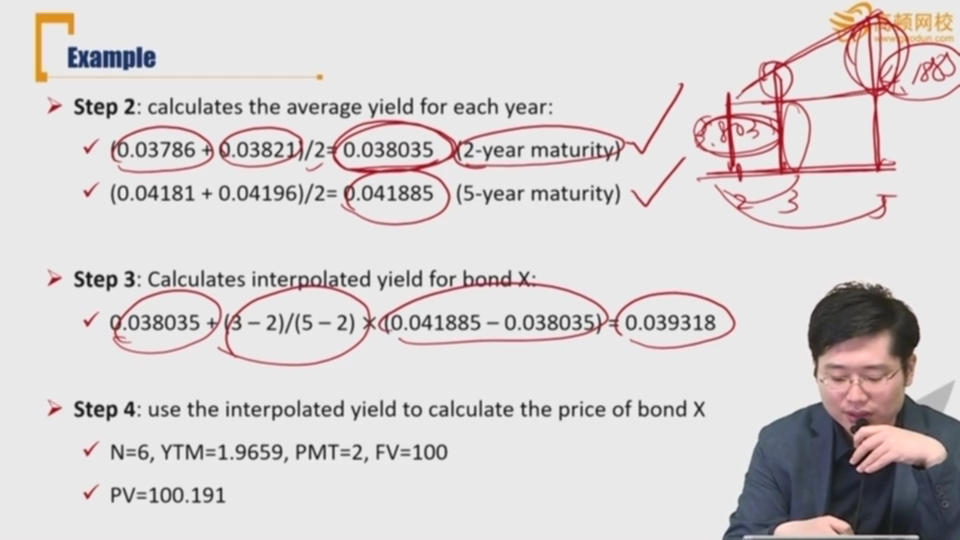 高顿网校
www.gaodun.com
Example
Step 2: calculates the average yield for each year:
(0.03786 + 0.03821)/2= 0.038035 (2-year maturity)
(0.04181 + 0.04196)/2= 0.041885 (5-year maturity)
2 3 5
Step 3: Calculates interpolated yield for bond X:
0.038035 + (3 – 2)/(5 – 2) × (0.041885 – 0.038035) = 0.039318
Step 4: use the interpolated yield to calculate the price of bond X
N=6, YTM=1.9659, PMT=2, FV=100
PV=100.191